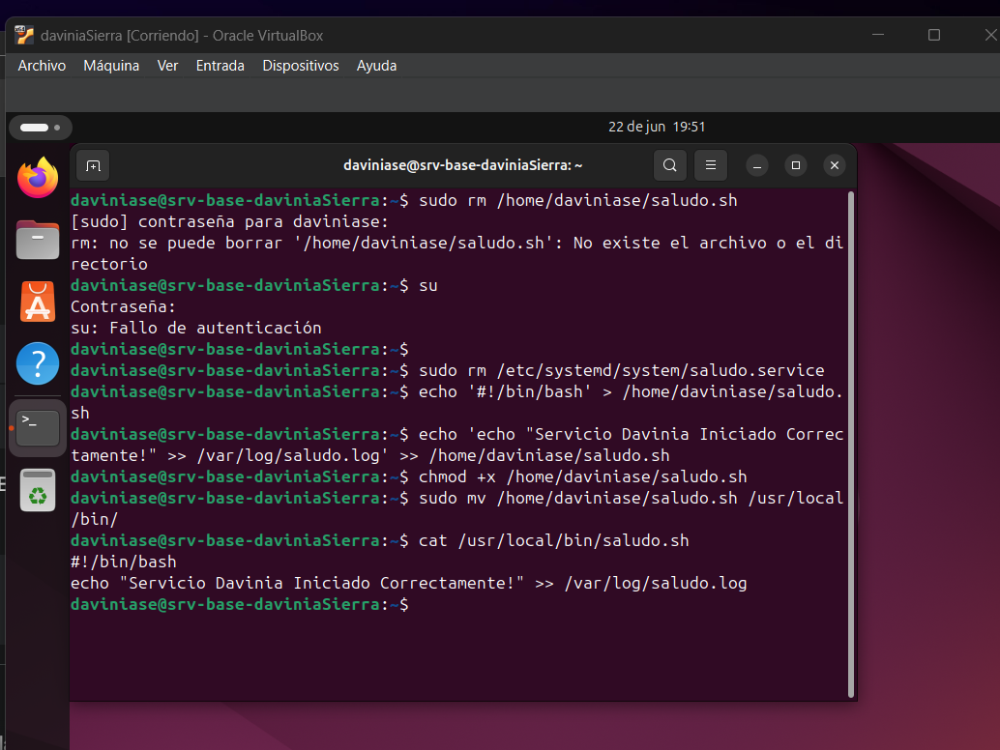 daviniaSierra [Corriendo] - Oracle VirtualBox
Archivo Máquina Ver Entrada Dispositivos Ayuda
22 de jun 19:51
daviniase@srv-base-daviniaSierra: ~
daviniase@srv-base-daviniaSierra:~$ sudo rm /home/daviniase/saludo.sh
[sudo] contraseña para daviniase:
rm: no se puede borrar '/home/daviniase/saludo.sh': No existe el archivo o el di
rectorio
daviniase@srv-base-daviniaSierra:~$ su
Contraseña:
su: Fallo de autenticación
daviniase@srv-base-daviniaSierra:~$
daviniase@srv-base-daviniaSierra:~$ sudo rm /etc/systemd/system/saludo.service
daviniase@srv-base-daviniaSierra:~$ echo '#!/bin/bash' > /home/daviniase/saludo.
sh
daviniase@srv-base-daviniaSierra:~$ echo 'echo "Servicio Davinia Iniciado Correc
tamente!" >> /var/log/saludo.log' >> /home/daviniase/saludo.sh
daviniase@srv-base-daviniaSierra:~$ chmod +x /home/daviniase/saludo.sh
daviniase@srv-base-daviniaSierra:~$ sudo mv /home/daviniase/saludo.sh /usr/local
/bin/
daviniase@srv-base-daviniaSierra:~$ cat /usr/local/bin/saludo.sh
#!/bin/bash
echo "Servicio Davinia Iniciado Correctamente!" >> /var/log/saludo.log
daviniase@srv-base-daviniaSierra:~$